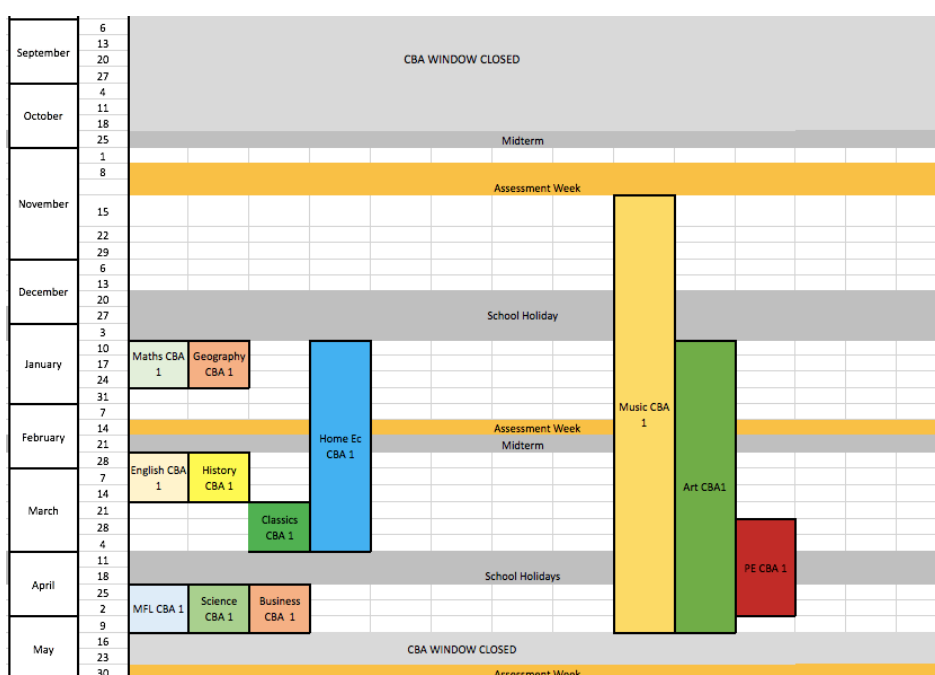 6
September 13
20 CBA WINDOW CLOSED
27
4
October 11
18
25 Midterm
1
8
Assessment Week
November 15
22
29
6
December 13
20
27 School Holiday
3
10
Maths CBA Geography
January 17
1 CBA 1
24
31
7 Music CBA
1
14 Assessment Week
February 21 Midterm
Home Ec
CBA 1
28
English CBA History
7
1 CBA 1
14 Art CBA1
March 21
Classics
28
CBA 1
4
11
PE CBA 1
April 18 School Holidays
25
Science Business
MFL CBA 1
2
CBA 1 CBA 1
9
16
May CBA WINDOW CLOSED
23
30 Assessment Week